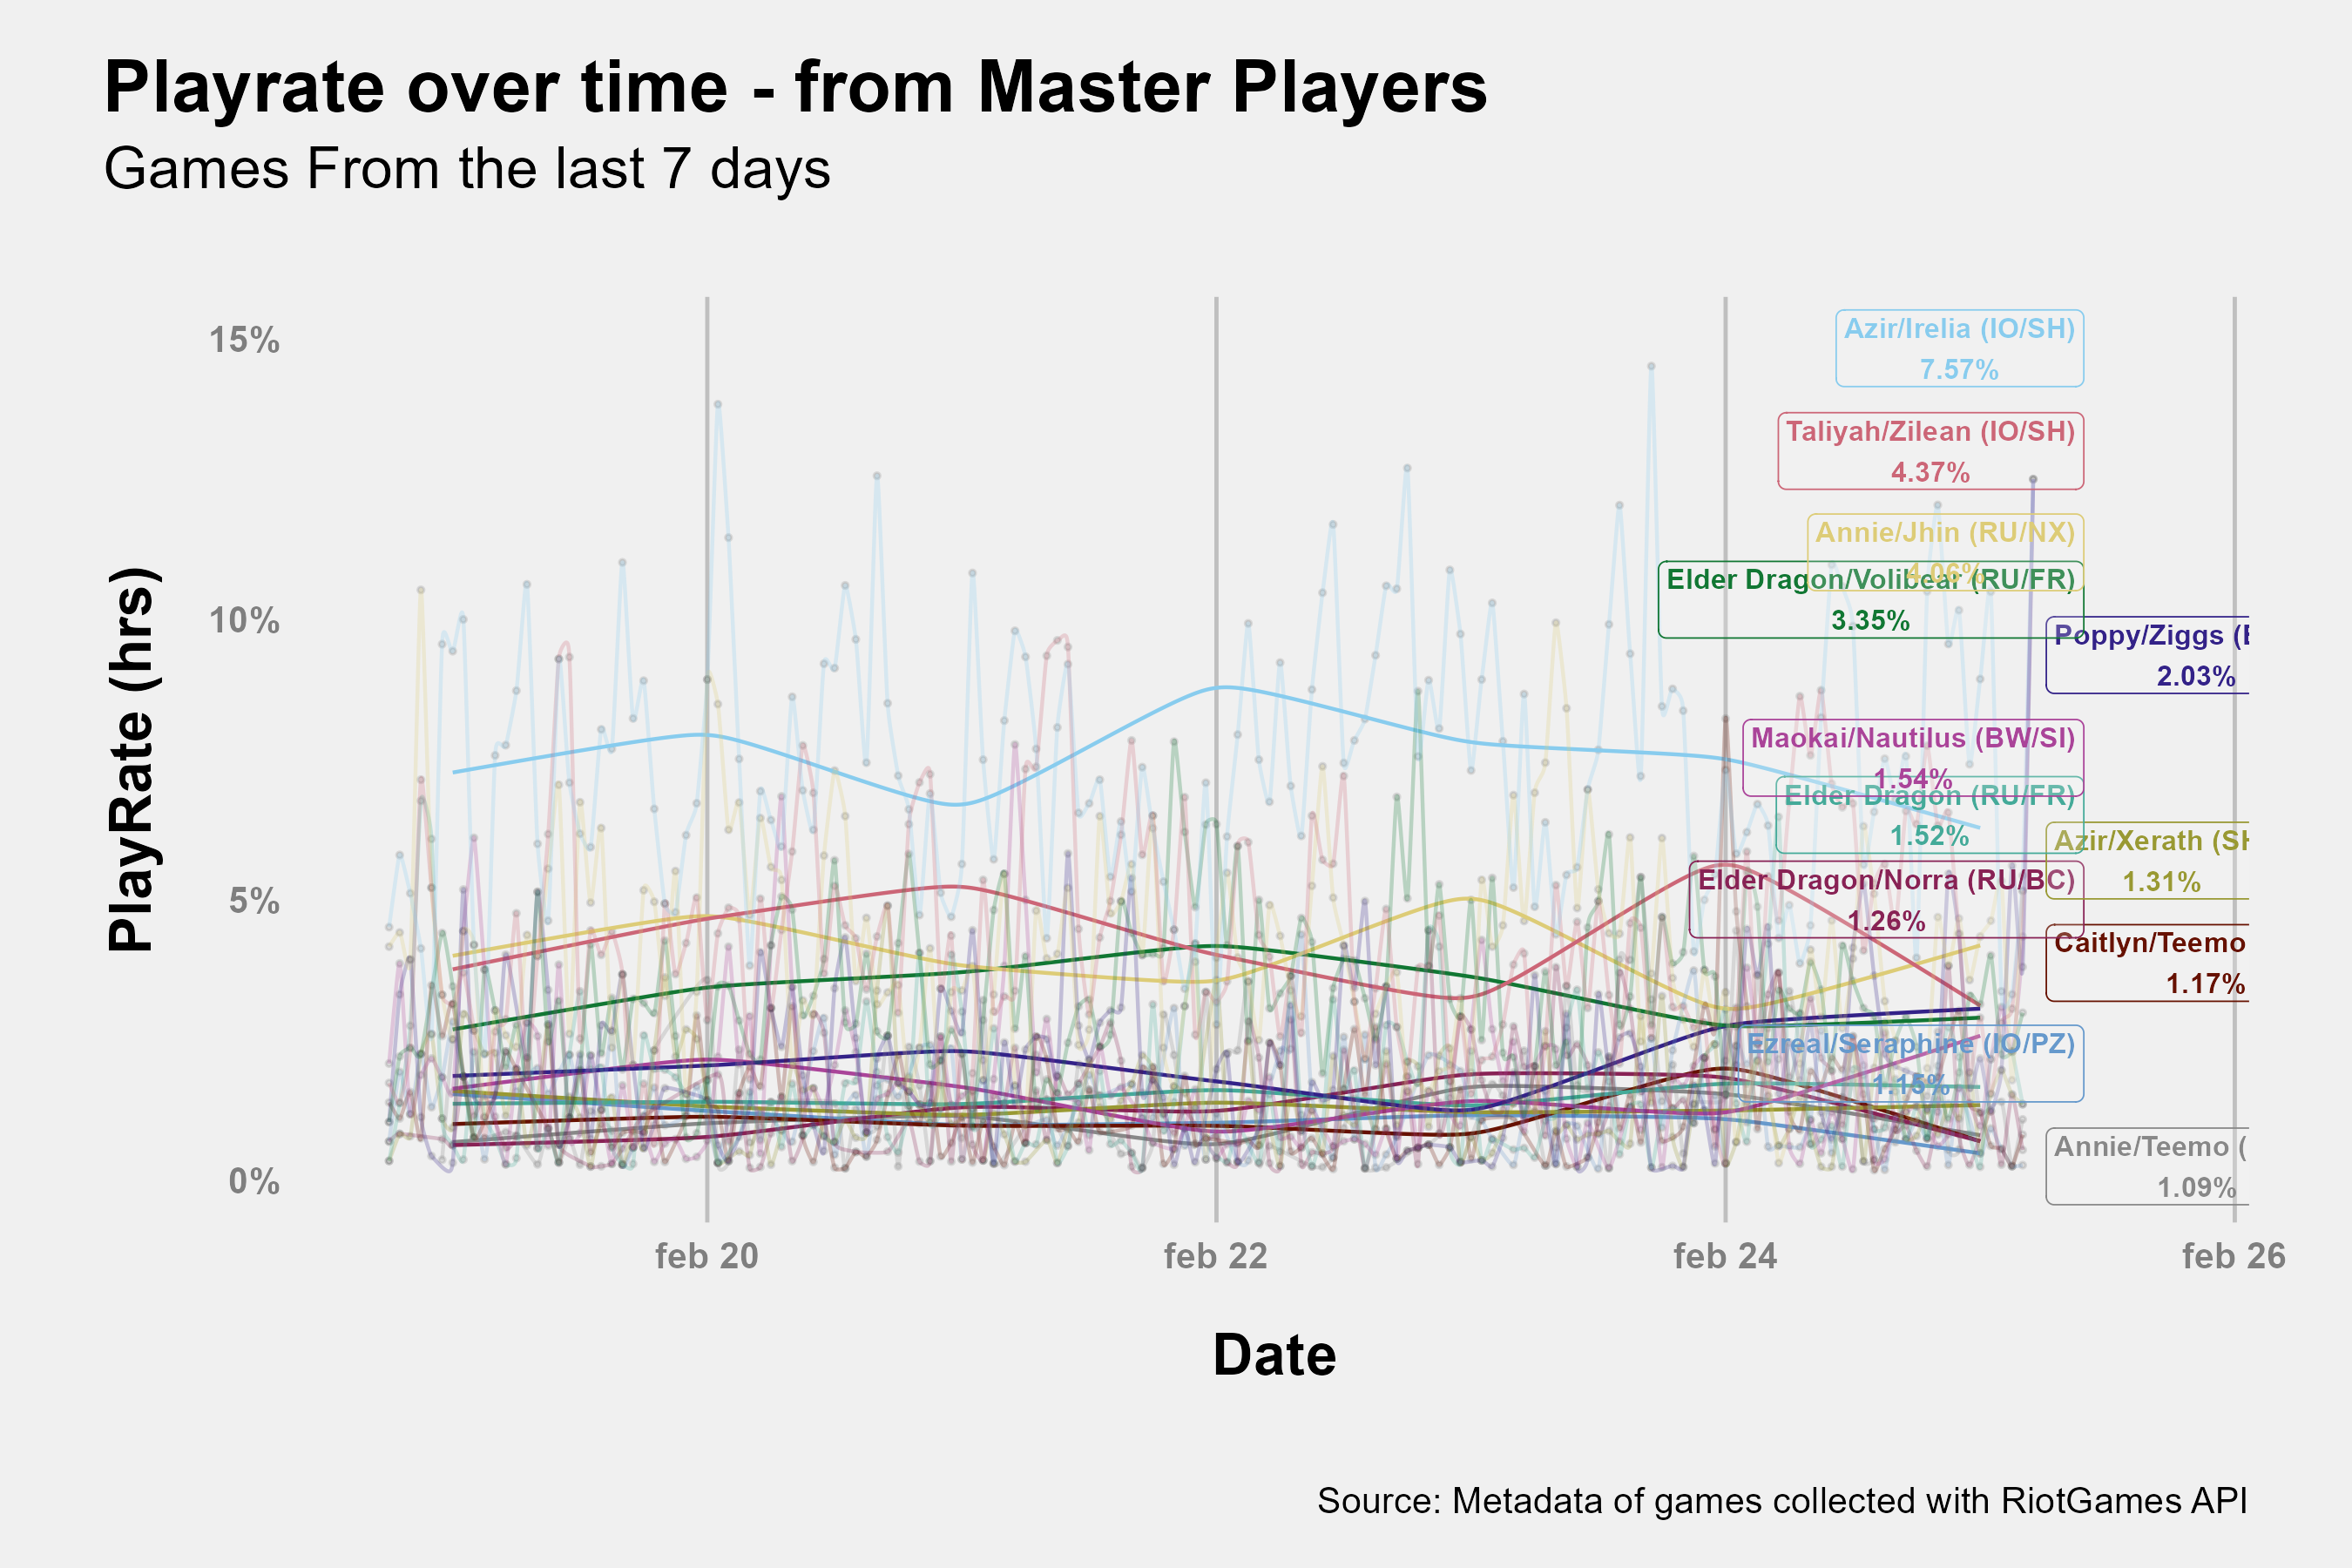 Playrate over time - from Master Players
Games From the last 7 days
PlayRate (hrs)
15%
10%
5%
0%
Azir/Irelia (IO/SH)
7.57%
Taliyah/Zilean (IO/SH)
4.37%
Annie/Jhin (RU/NX)
4.06%
Elder Dragon/Volibear (RU/FR)
3.35%
Poppy/Ziggs (
2.03%
Maokai/Nautilus (BW/SI)
1.54%
Elder Dragon (RU/FR)
1.52%
Azir/Xerath (SH
1.31%
Elder Dragon/Norra (RU/BC)
1.26%
Caitlyn/Teemo
1.17%
Ezreal/Seraphine (IO/PZ)
1.15%
Annie/Teemo (
1.09%
feb 20
feb 22
feb 24
feb 26
Date
Source: Metadata of games collected with RiotGames API